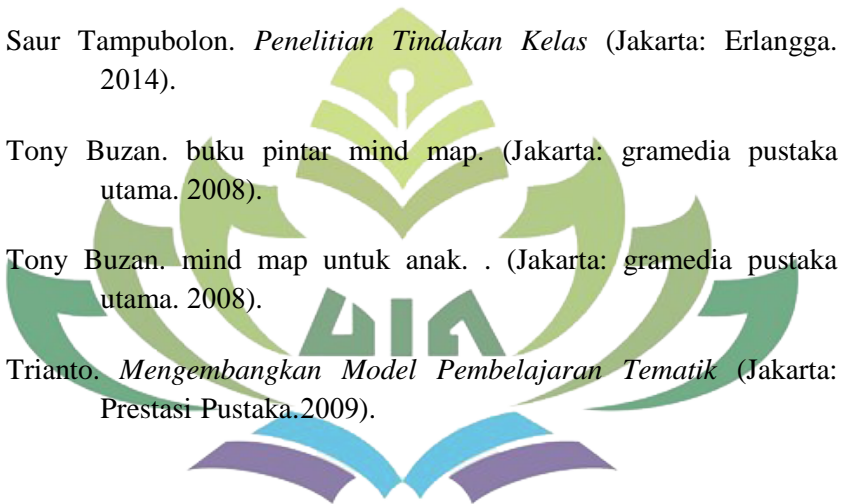 Saur Tampubolon. Penelitian Tindakan Kelas (Jakarta: Erlangga.
2014).
Tony Buzan. buku pintar mind map. (Jakarta: gramedia pustaka
utama. 2008).
Tony Buzan. mind map untuk anak. . (Jakarta: gramedia pustaka
utama. 2008).
UIN
Trianto. Mengembangkan Model Pembelajaran Tematik (Jakarta:
Prestasi Pustaka.2009).